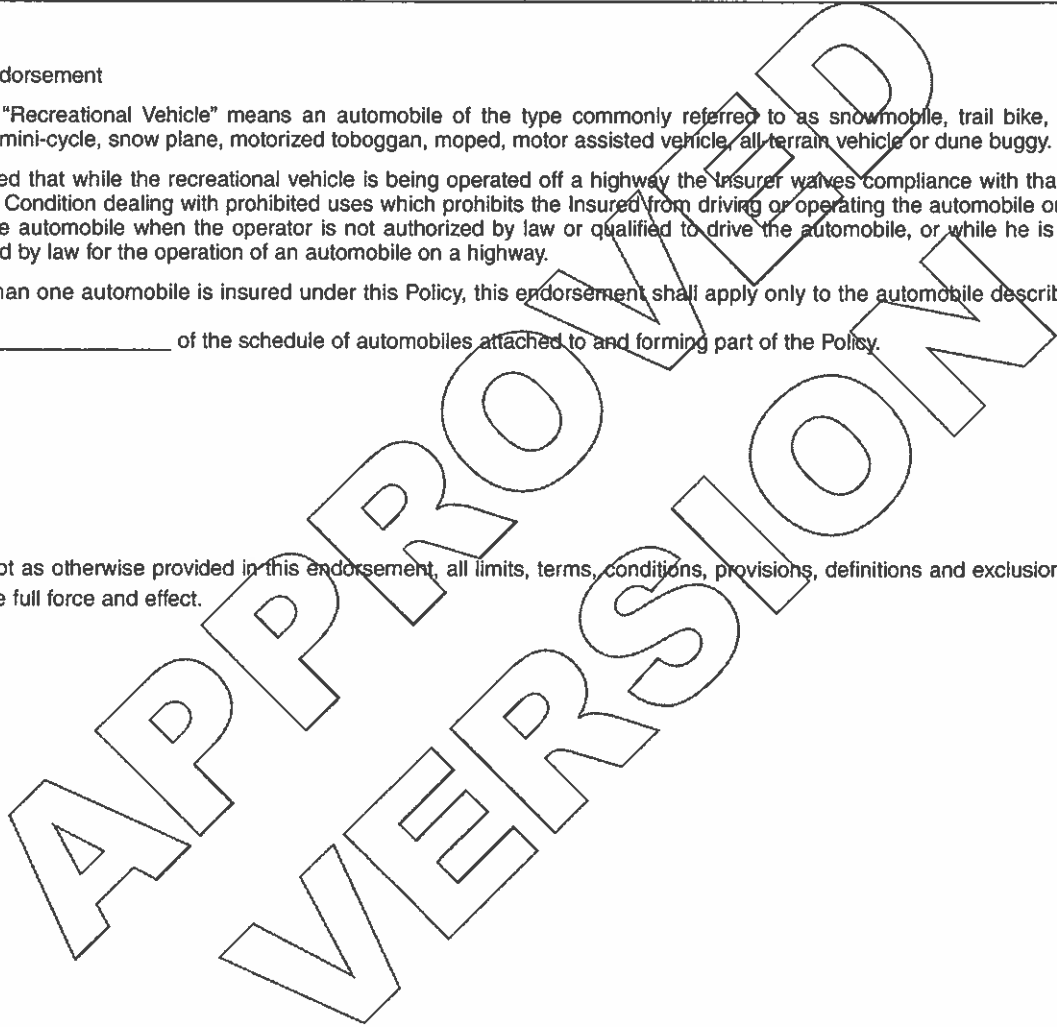 dorsement
"Recreational Vehicle" means an automobile of the type commonly referred to as snowmobile, trail bike,
mini-cycle, snow plane, motorized toboggan, moped, motor assisted vehicle, all-terrain vehicle or dune buggy.
ed that while the recreational vehicle is being operated off a highway the Insurer waives compliance with tha
Condition dealing with prohibited uses which prohibits the Insured from driving or operating the automobile o
e automobile when the operator is not authorized by law or qualified to drive the automobile, or while he is
d by law for the operation of an automobile on a highway.
han one automobile is insured under this Policy, this endorsement shall apply only to the automobile describ
of the schedule of automobiles attached to and forming part of the Policy.
pt as otherwise provided in this endorsement, all limits, terms, conditions, provisions, definitions and exclusion
e full force and effect.
APPROVED
VERSION